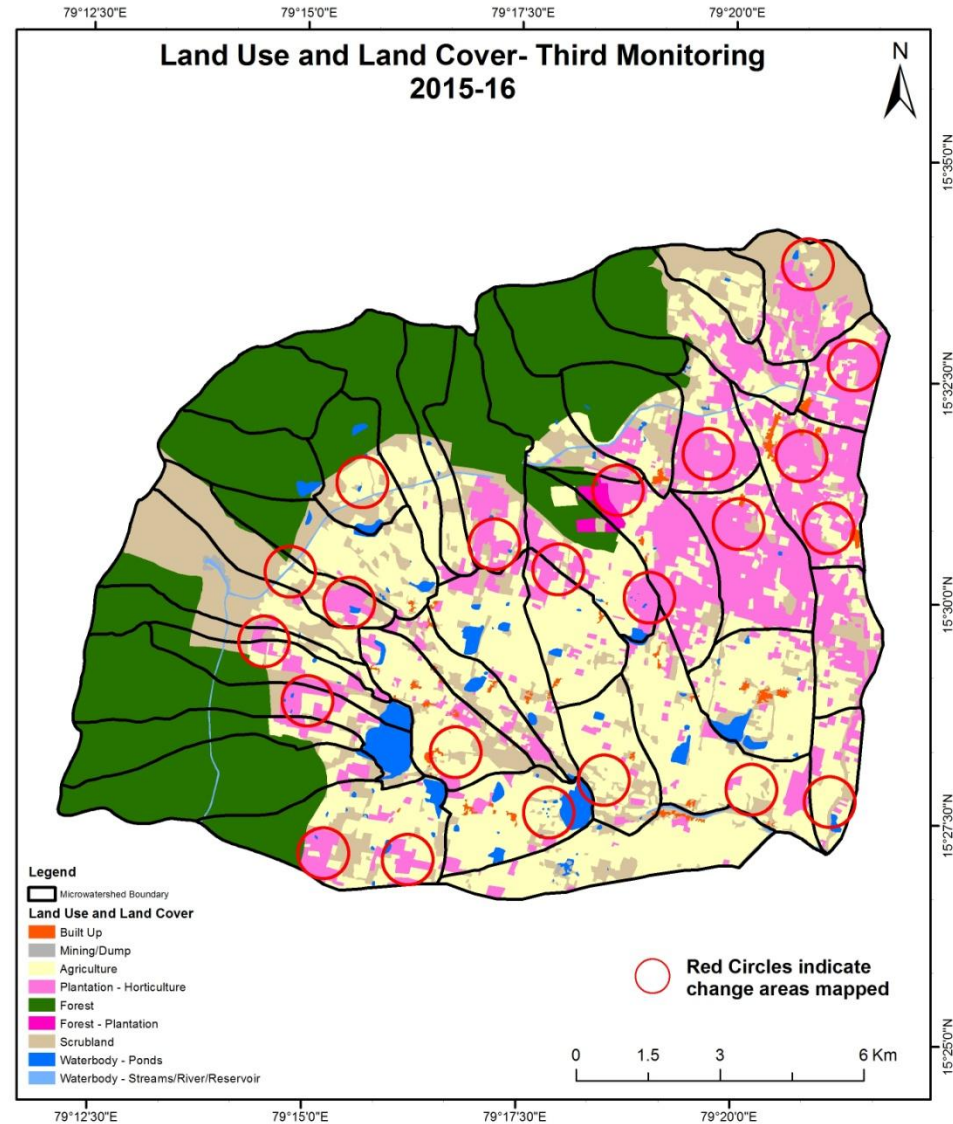 79°12'30"E 79°15'0"E 79°17'30"E 79°20'0"E
Land Use and Land Cover- Third Monitoring
2015-16
N
15°35'0"N
15°32'30"N
15°30'0"N
15°27'30"N
15°25'0"N
Legend
Microwatershed Boundary
Land Use and Land Cover
Built Up
Mining/Dump
Agriculture
Plantation - Horticulture
Forest
Forest - Plantation
Scrubland
Waterbody - Ponds
Waterbody - Streams/River/Reservoir
Red Circles indicate
change areas mapped
0 1.5 3 6 Km
79°12'30"E 79°15'0"E 79°17'30"E 79°20'0"E